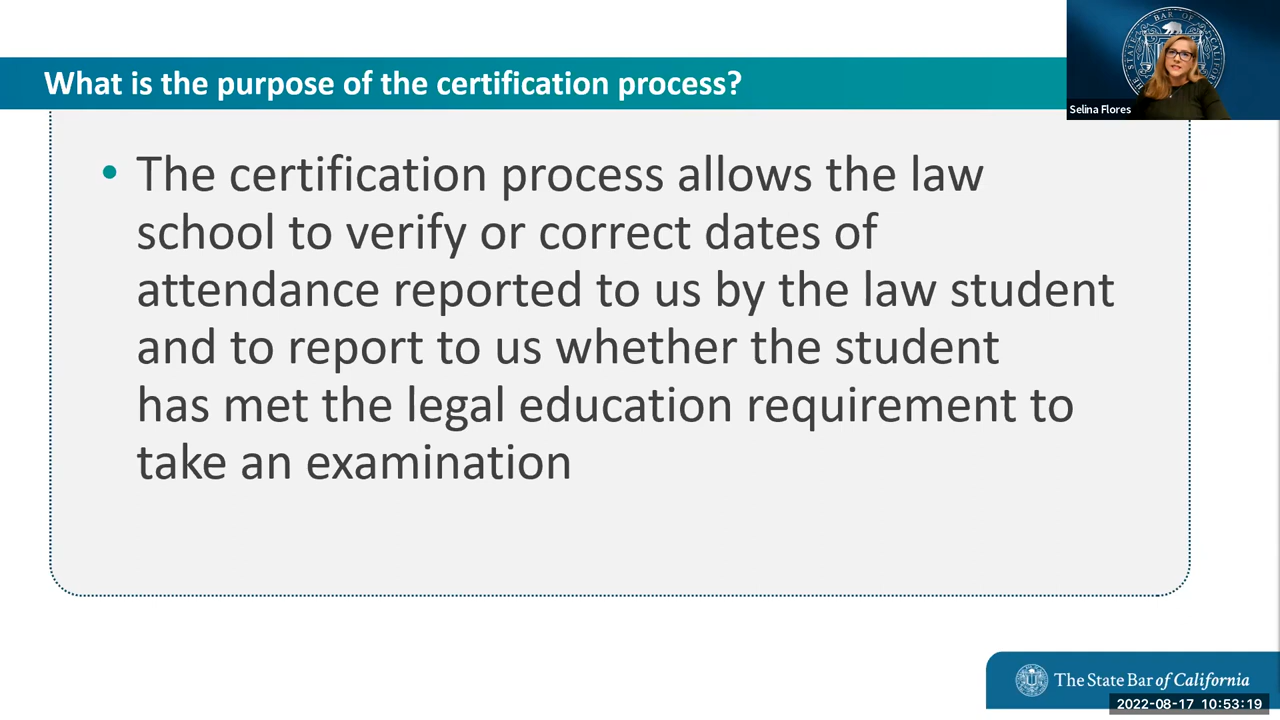 What is the purpose of the certification process?
Selina Flores
• The certification process allows the law
school to verify or correct dates of
attendance reported to us by the law student
and to report to us whether the student
has met the legal education requirement to
take an examination
The State Bar of California
2022-08-17 10:53:19